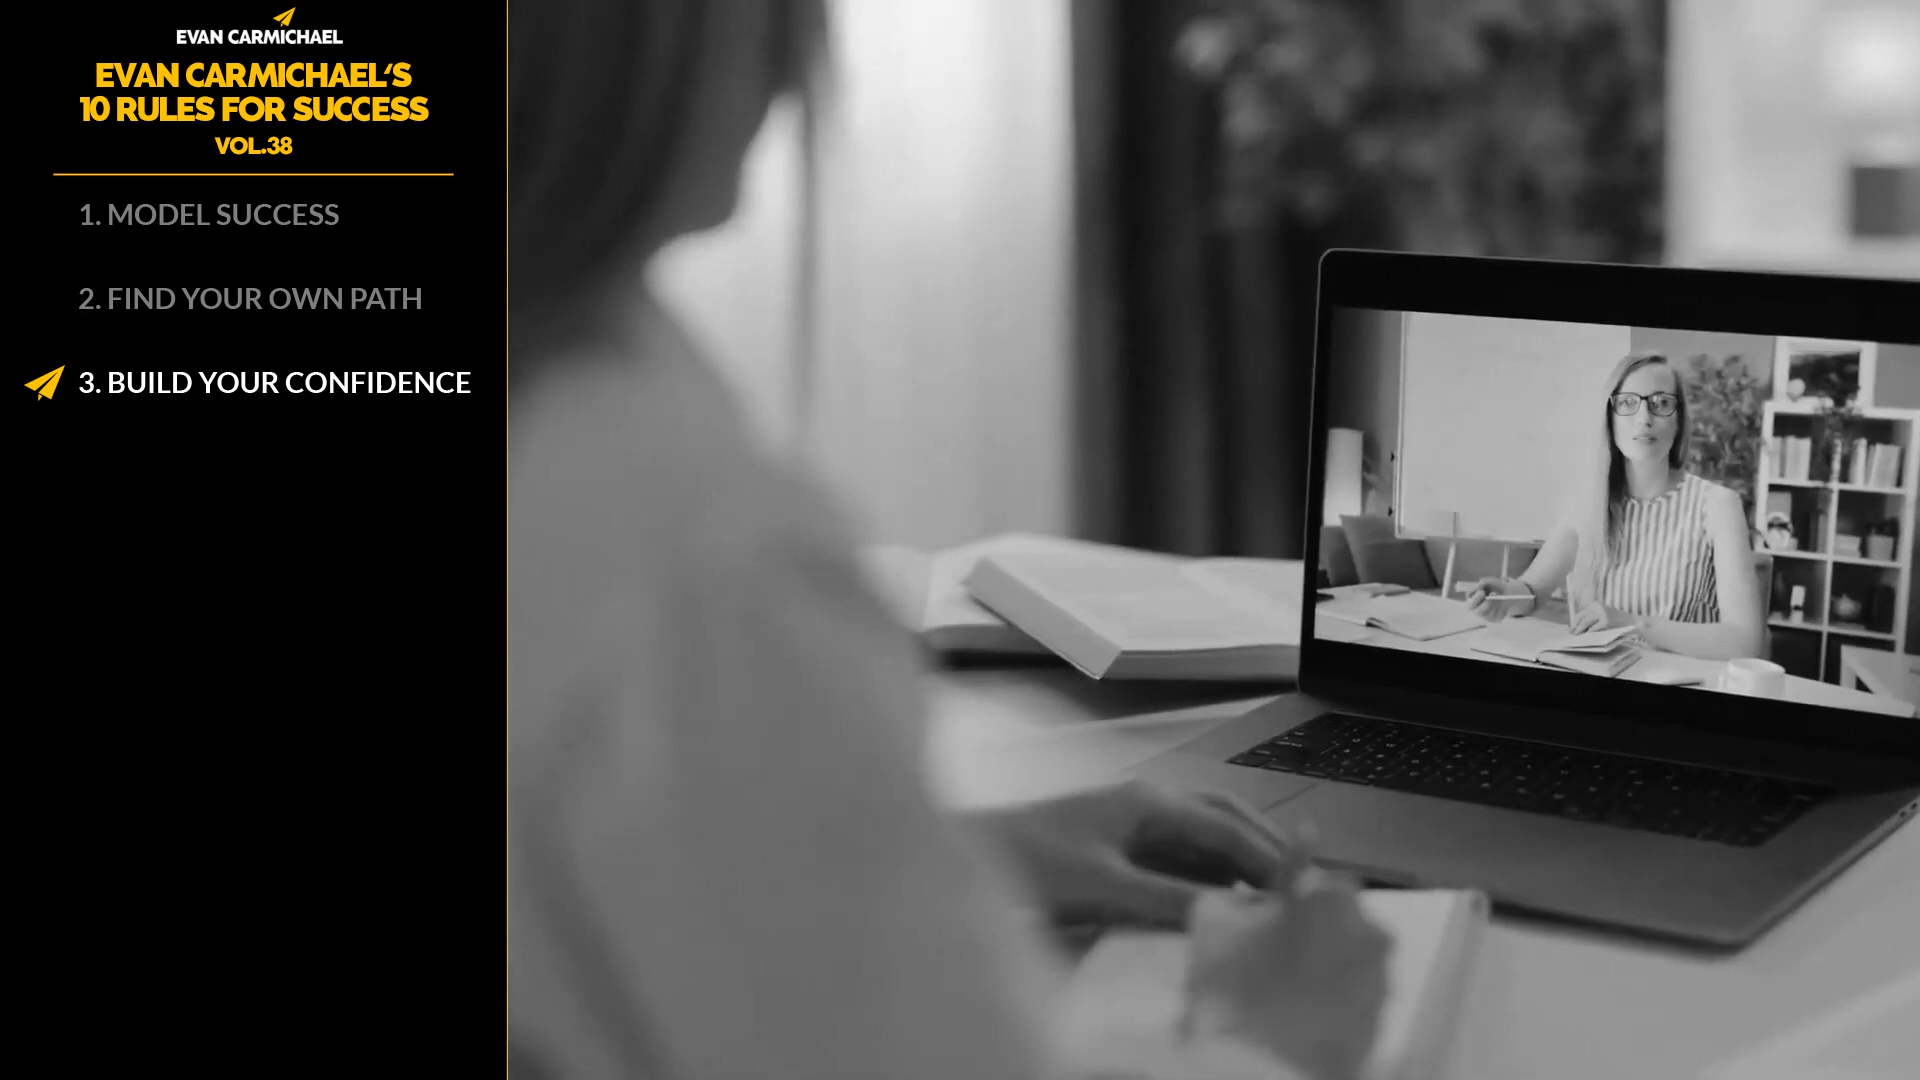 EVAN CARMICHAEL
EVAN CARMICHAEL'S
10 RULES FOR SUCCESS
VOL.38
1. MODEL SUCCESS
2. FIND YOUR OWN PATH
3. BUILD YOUR CONFIDENCE